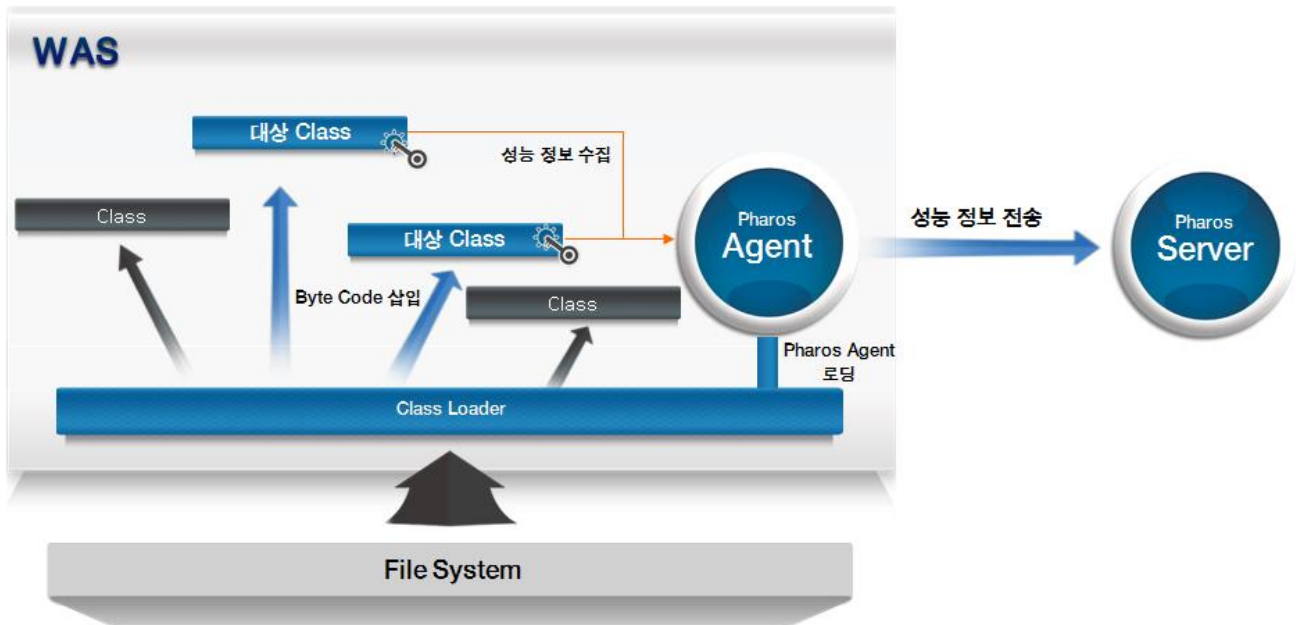 WAS
대상 Class
성능 정보 수집
Class
대상 Class
Pharos
Agent
성능 정보 전송
Pharos
Server
Byte Code 삽입
Class
Pharos Agent
로딩
Class Loader
File System